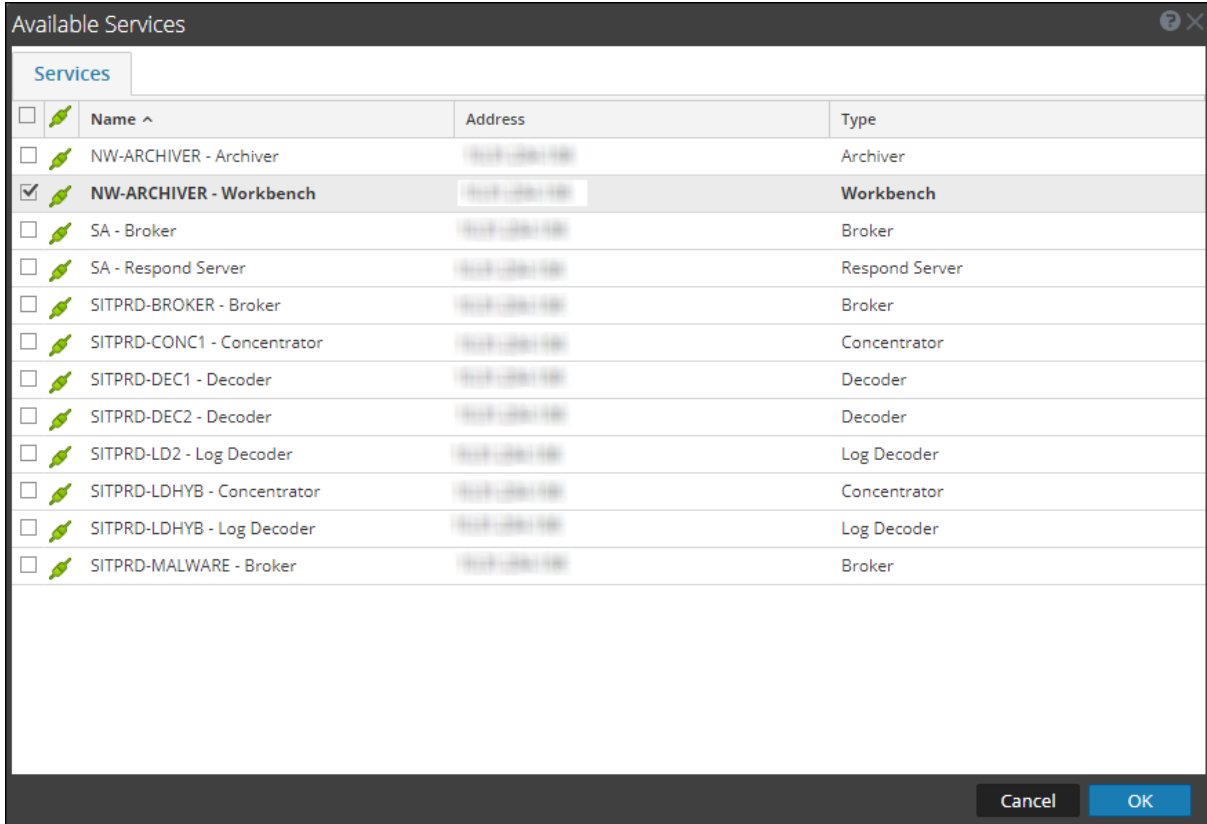 Available Services
Services
Name Address Type
NW-ARCHIVER - Archiver Archiver
NW-ARCHIVER - Workbench Workbench
SA - Broker Broker
SA - Respond Server Respond Server
SITPRD-BROKER - Broker Broker
SITPRD-CONC1 - Concentrator Concentrator
SITPRD-DEC1 - Decoder Decoder
SITPRD-DEC2 - Decoder Decoder
SITPRD-LD2 - Log Decoder Log Decoder
SITPRD-LDHYB - Concentrator Concentrator
SITPRD-LDHYB - Log Decoder Log Decoder
SITPRD-MALWARE - Broker Broker
Cancel OK